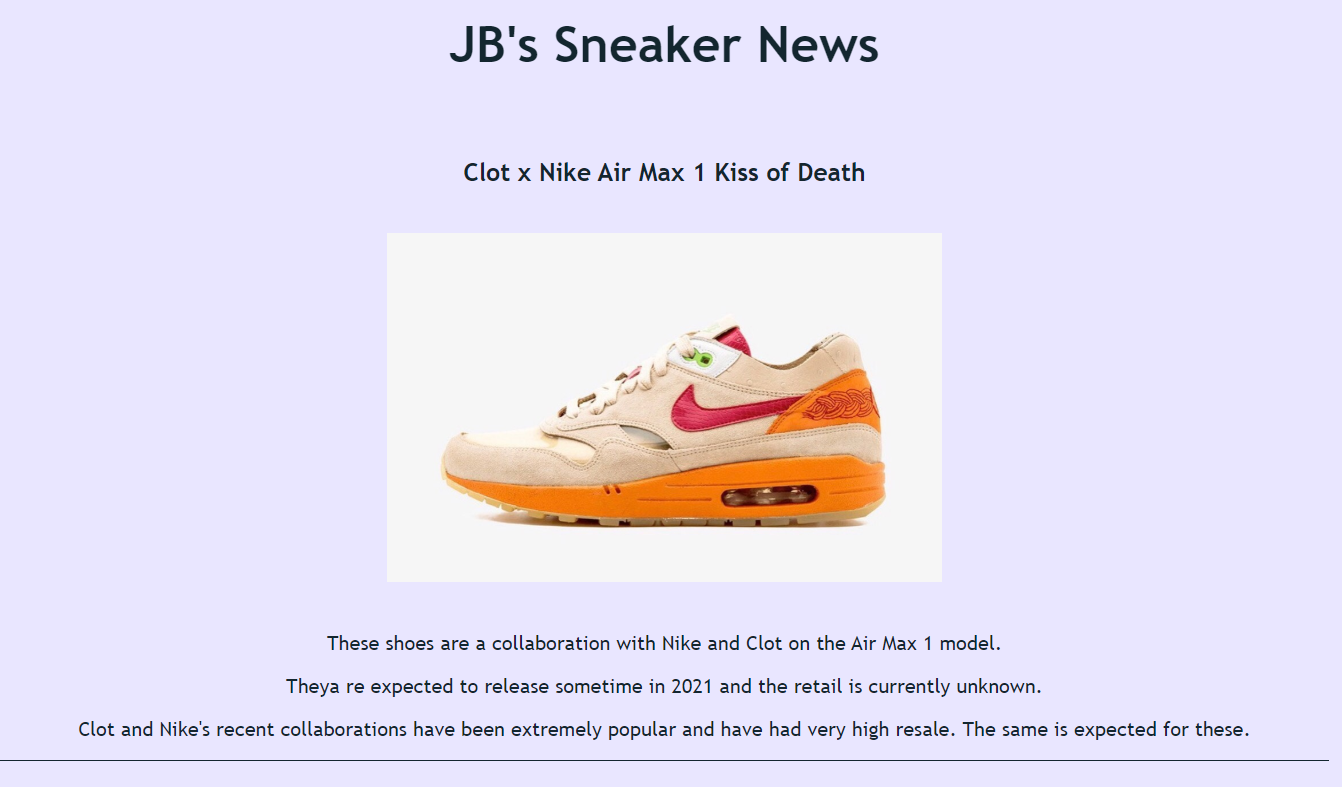 JB's Sneaker News
Clot x Nike Air Max 1 Kiss of Death
These shoes are a collaboration with Nike and Clot on the Air Max 1 model.
Theya re expected to release sometime in 2021 and the retail is currently unknown.
Clot and Nike's recent collaborations have been extremely popular and have had very high resale. The same is expected for these.